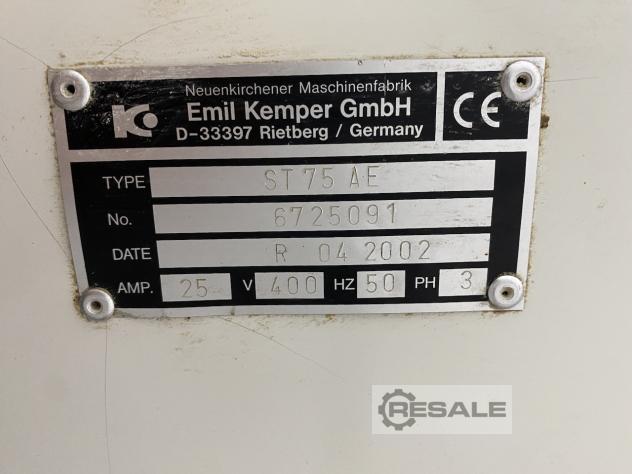 Neuenkirchener Maschinenfabrik
Emil Kemper GmbH
D-33397 Rietberg / Germany
CE
TYPE ST 75 AE
No. 6725091
DATE R 04 2002
AMP. 25 V 400 HZ 50 PH 3
RESALE